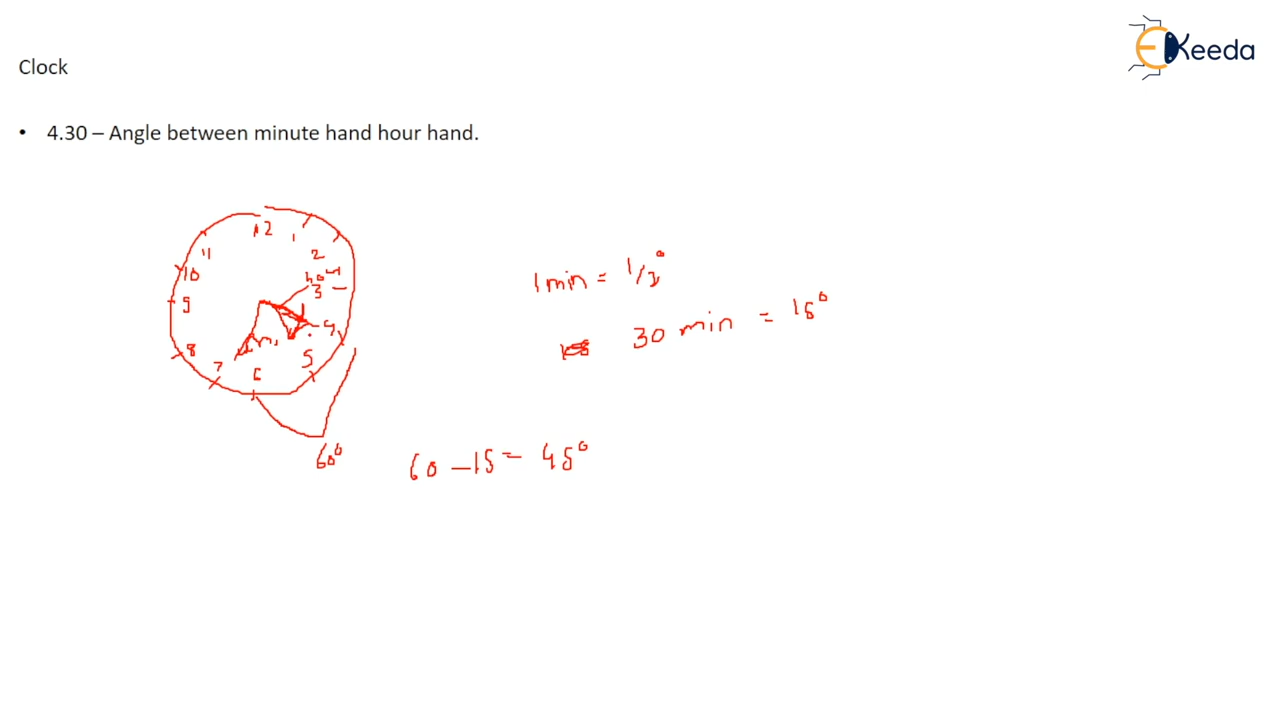 EKeeda
Clock
• 4.30 – Angle between minute hand hour hand.
12
11 1
2
10
3
9
4
8
5
7
6
60°
1 min = 1/2°
30 min = 15°
60 - 15 = 45°